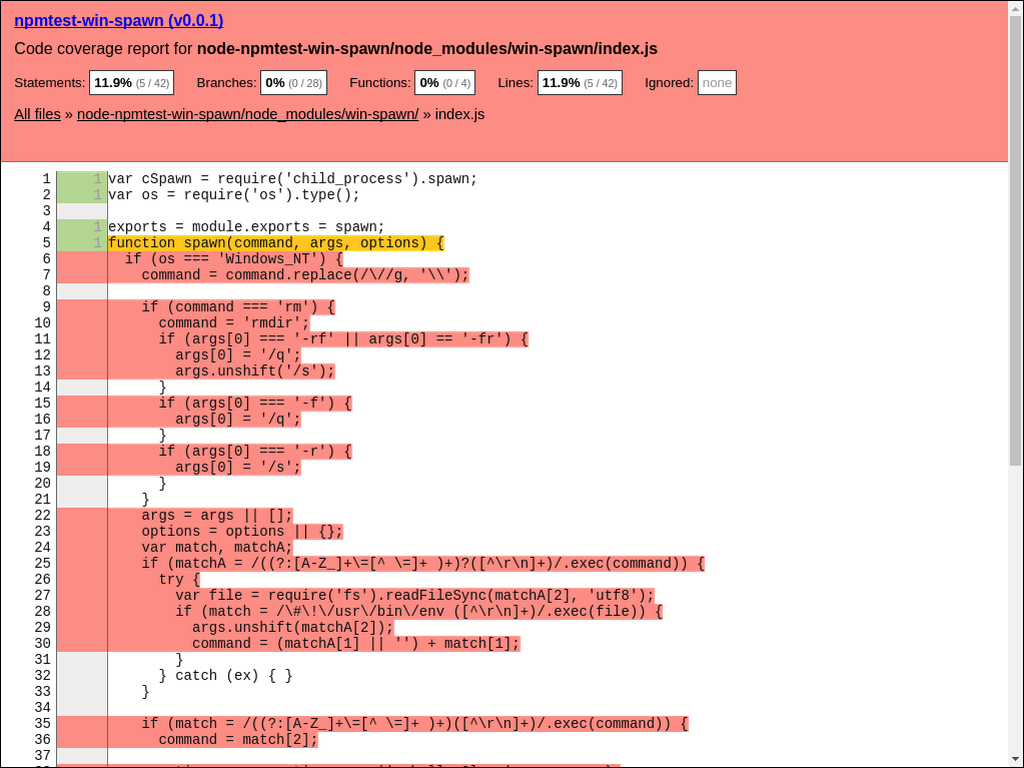 npmtest-win-spawn (v0.0.1)
Code coverage report for node-npmtest-win-spawn/node_modules/win-spawn/index.js
Statements: 11.9% (5 / 42) Branches: 0% (0 / 28) Functions: 0% (0 / 4) Lines: 11.9% (5 / 42) Ignored: none
All files » node-npmtest-win-spawn/node_modules/win-spawn/ » index.js
1 1 var cSpawn = require('child_process').spawn;
2 1 var os = require('os').type();
3
4 1 exports = module.exports = spawn;
5 1 function spawn(command, args, options) {
6   if (os === 'Windows_NT') {
7     command = command.replace(/\//g, '\\');
8
9     if (command === 'rm') {
10       command = 'rmdir';
11       if (args[0] === '-rf' || args[0] == '-fr') {
12         args[0] = '/q';
13         args.unshift('/s');
14       }
15       if (args[0] === '-f') {
16         args[0] = '/q';
17       }
18       if (args[0] === '-r') {
19         args[0] = '/s';
20       }
21     }
22     args = args || [];
23     options = options || {};
24     var match, matchA;
25     if (matchA = /((?:[A-Z_]+\=[^ \=]+ )+)?([^\r\n]+)/.exec(command)) {
26       try {
27         var file = require('fs').readFileSync(matchA[2], 'utf8');
28         if (match = /\#\!\/usr\/bin\/env ([^\r\n]+)/.exec(file)) {
29           args.unshift(matchA[2]);
30           command = (matchA[1] || '') + match[1];
31         }
32       } catch (ex) { }
33     }
34
35     if (match = /((?:[A-Z_]+\=[^ \=]+ )+)([^\r\n]+)/.exec(command)) {
36       command = match[2];
37